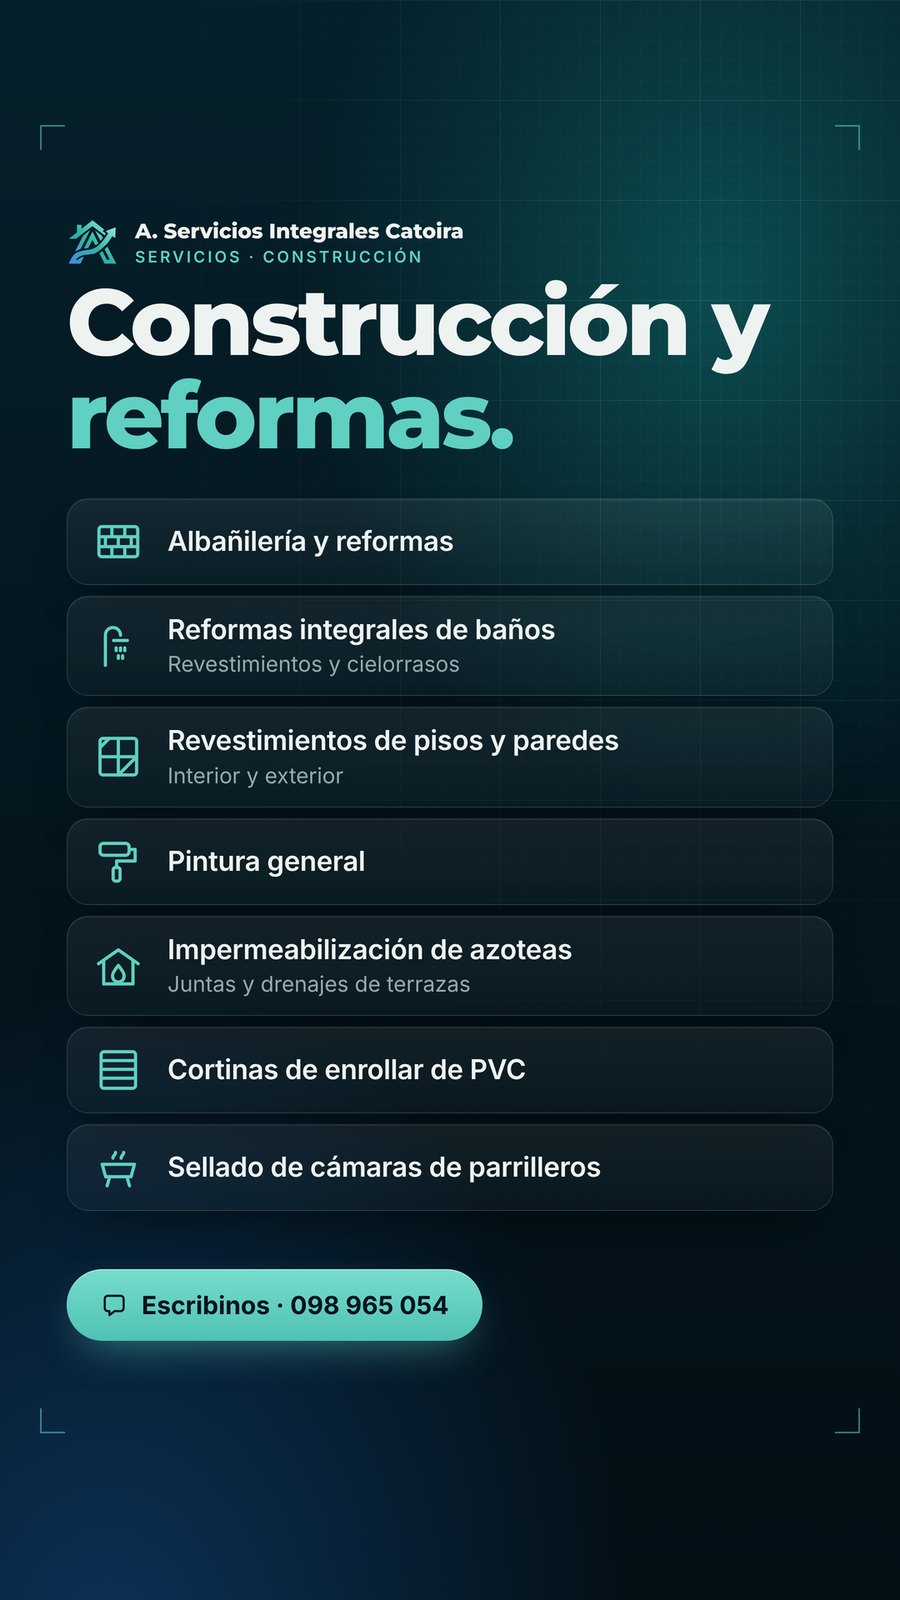 A. Servicios Integrales Catoira
SERVICIOS · CONSTRUCCIÓN
Construcción y
reformas.
Albañilería y reformas
Reformas integrales de baños
Revestimientos y cielorrasos
Revestimientos de pisos y paredes
Interior y exterior
Pintura general
Impermeabilización de azoteas
Juntas y drenajes de terrazas
Cortinas de enrollar de PVC
Sellado de cámaras de parrilleros
Escribinos · 098 965 054